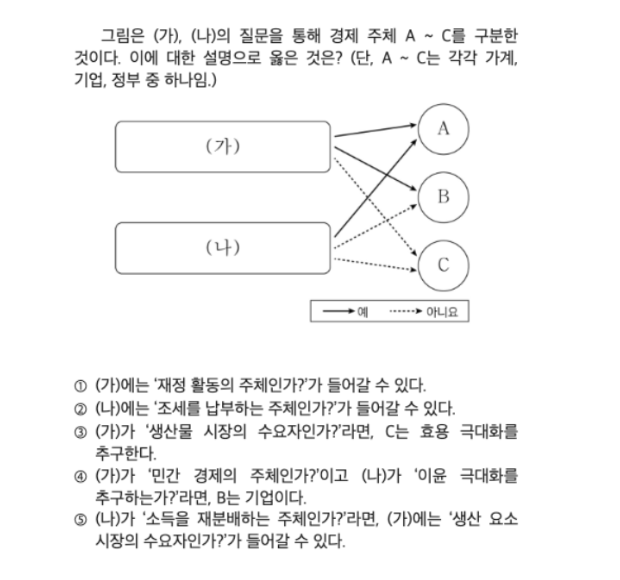 그림은 (가), (나)의 질문을 통해 경제 주체 A ~ C를 구분한
것이다. 이에 대한 설명으로 옳은 것은? (단, A ~ C는 각각 가계,
기업, 정부 중 하나임.)
(가)
A
B
(나)
C
예
아니요
① (가)에는 '재정 활동의 주체인가?'가 들어갈 수 있다.
② (나)에는 '조세를 납부하는 주체인가?'가 들어갈 수 있다.
③ (가)가 '생산물 시장의 수요자인가?'라면, C는 효용 극대화를
추구한다.
④ (가)가 '민간 경제의 주체인가?'이고 (나)가 '이윤 극대화를
추구하는가?'라면, B는 기업이다.
⑤ (나)가 '소득을 재분배하는 주체인가?'라면, (가)에는 '생산 요소
시장의 수요자인가?'가 들어갈 수 있다.